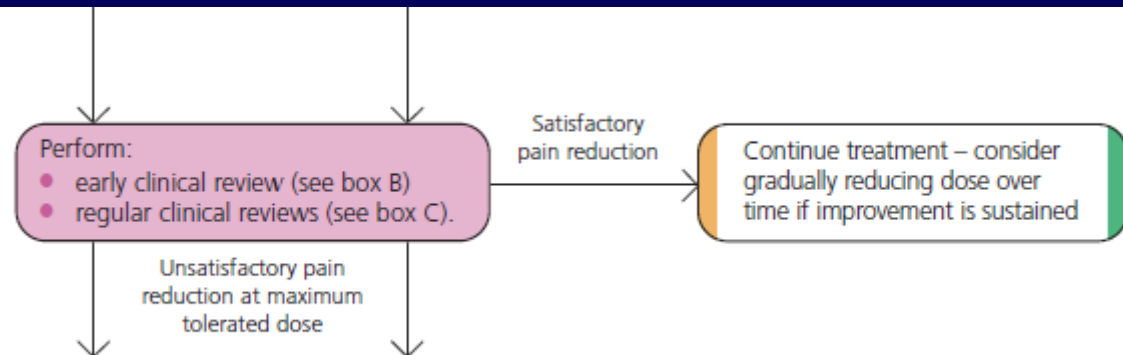 Perform:
• early clinical review (see box B)
• regular clinical reviews (see box C).
Satisfactory
pain reduction
Continue treatment – consider
gradually reducing dose over
time if improvement is sustained
Unsatisfactory pain
reduction at maximum
tolerated dose